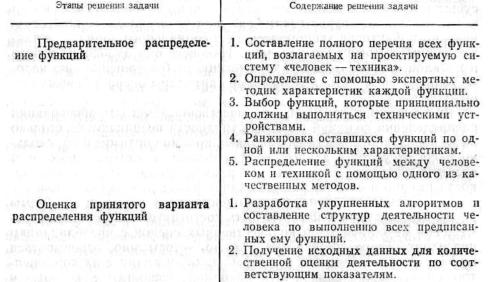 Этапы решения задачи
Содержание решения задачи
Предварительное распределе-
ние функций
1. Составление полного перечня всех функ-
ций, возлагаемых на проектируемую си-
стему «человек — техника».
2. Определение с помощью экспертных ме-
тодик характеристик каждой функции.
3. Выбор функций, которые принципиально
должны выполняться техническими уст-
ройствами.
4. Ранжировка оставшихся функций по од-
ной или нескольким характеристикам.
5. Распределение функций между челове-
ком и техникой с помощью одного из ка-
чественных методов.
Оценка принятого варианта
распределения функций
1. Разработка укрупненных алгоритмов и
составление структур деятельности че-
ловека по выполнению всех предписан-
ных ему функций.
2. Получение исходных данных для количе-
ственной оценки деятельности по соот-
ветствующим показателям.